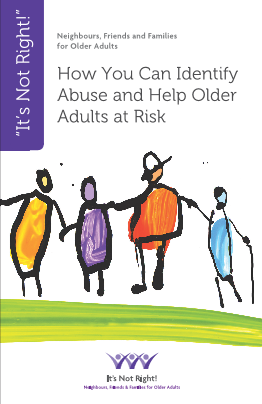 "It's Not Right!"
Neighbours, Friends and Families
for Older Adults
How You Can Identify
Abuse and Help Older
Adults at Risk
It's Not Right!
Neighbours, Friends & Families for Older Adults